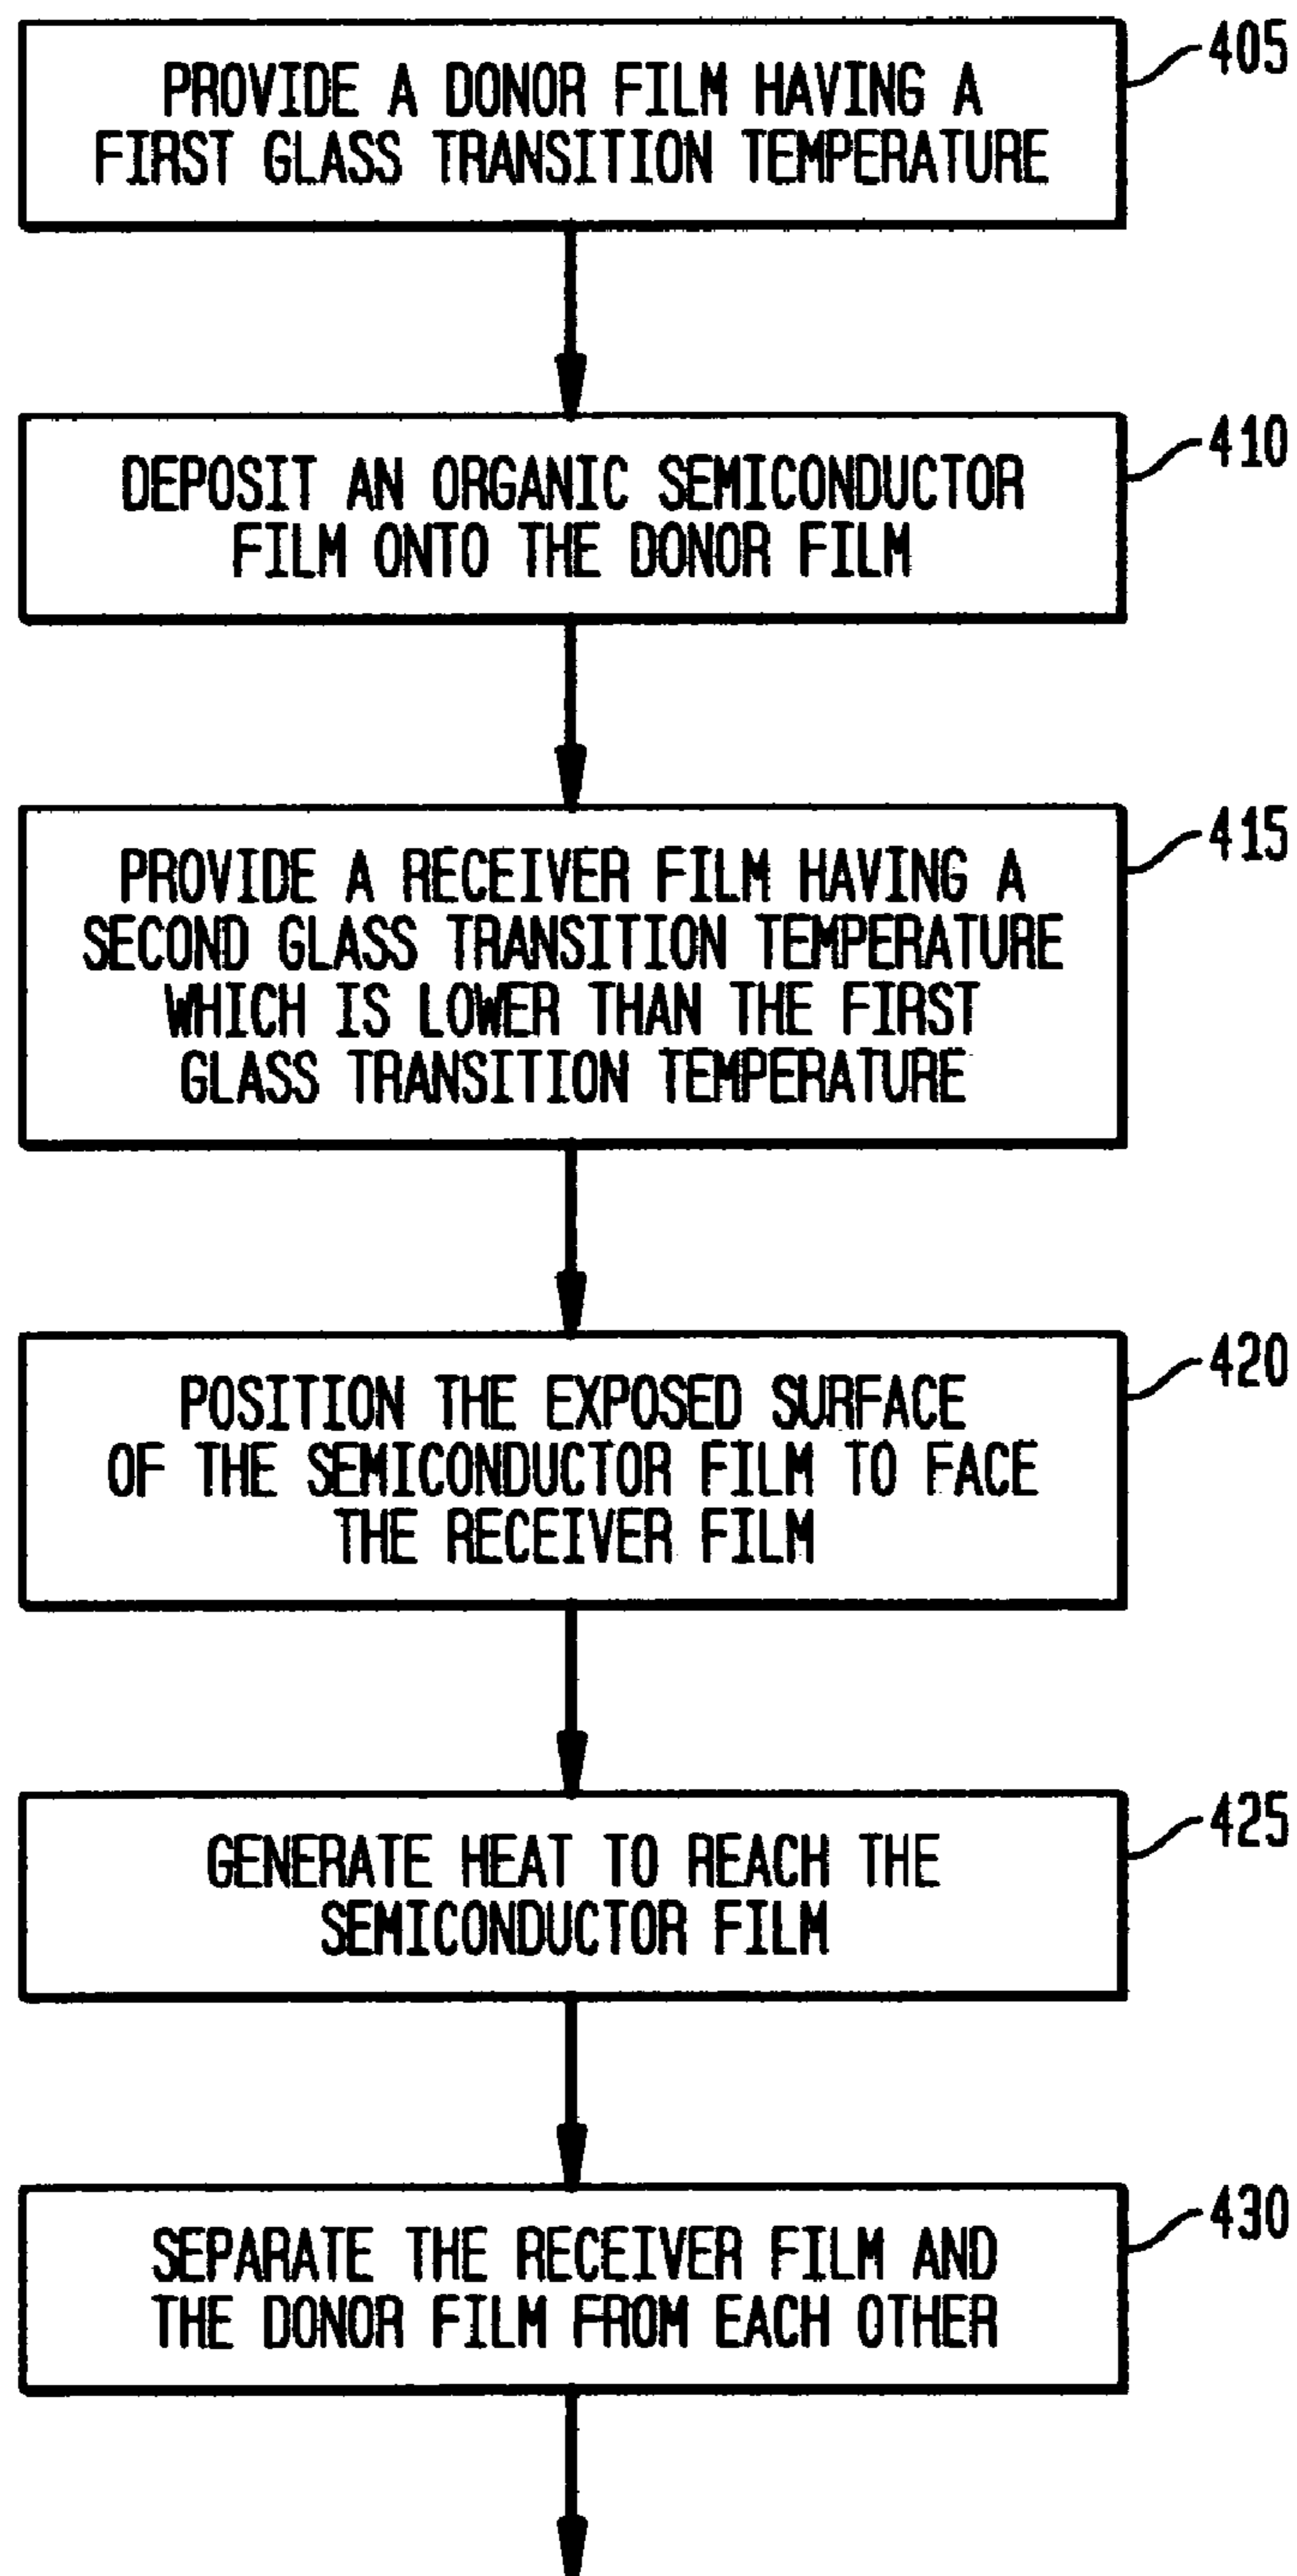 405
PROVIDE A DONOR FILM HAVING A
FIRST GLASS TRANSITION TEMPERATURE
410
DEPOSIT AN ORGANIC SEMICONDUCTOR
FILM ONTO THE DONOR FILM
415
PROVIDE A RECEIVER FILM HAVING A
SECOND GLASS TRANSITION TEMPERATURE
WHICH IS LOWER THAN THE FIRST
GLASS TRANSITION TEMPERATURE
420
POSITION THE EXPOSED SURFACE
OF THE SEMICONDUCTOR FILM TO FACE
THE RECEIVER FILM
425
GENERATE HEAT TO REACH THE
SEMICONDUCTOR FILM
430
SEPARATE THE RECEIVER FILM AND
THE DONOR FILM FROM EACH OTHER